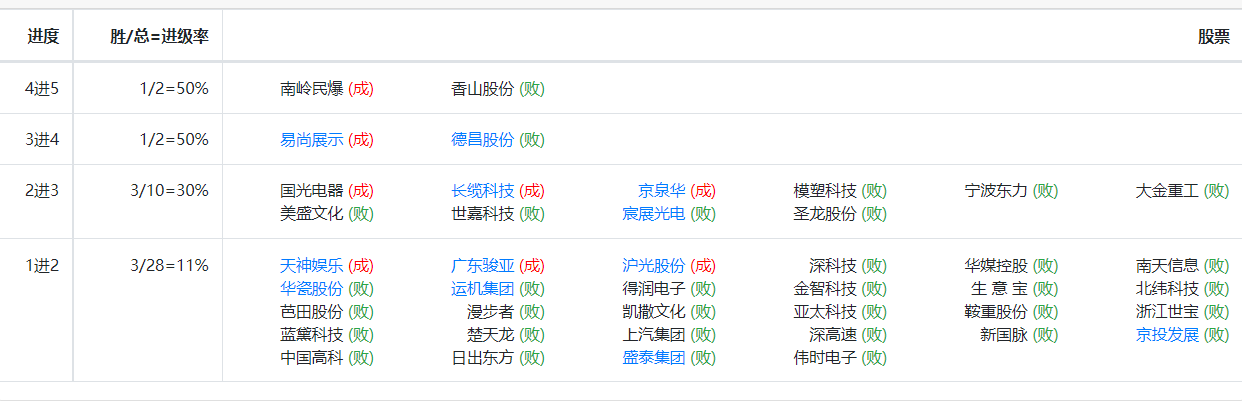 进度 胜/总=进级率 股票
4进5 1/2=50% 南岭民爆 (成) 香山股份 (败)
3进4 1/2=50% 易尚展示 (成) 德昌股份 (败)
2进3 3/10=30% 国光电器 (成) 长缆科技 (成) 京泉华 (成) 模塑科技 (败) 宁波东力 (败) 大金重工 (败)
美盛文化 (败) 世嘉科技 (败) 宸展光电 (败) 圣龙股份 (败)
1进2 3/28=11% 天神娱乐 (成) 广东骏亚 (成) 沪光股份 (成) 深科技 (败) 华媒控股 (败) 南天信息 (败)
华瓷股份 (败) 运机集团 (败) 得润电子 (败) 金智科技 (败) 生 意 宝 (败) 北纬科技 (败)
芭田股份 (败) 漫步者 (败) 凯撒文化 (败) 亚太科技 (败) 鞍重股份 (败) 浙江世宝 (败)
蓝黛科技 (败) 楚天龙 (败) 上汽集团 (败) 深高速 (败) 新国脉 (败) 京投发展 (败)
中国高科 (败) 日出东方 (败) 盛泰集团 (败) 伟时电子 (败)